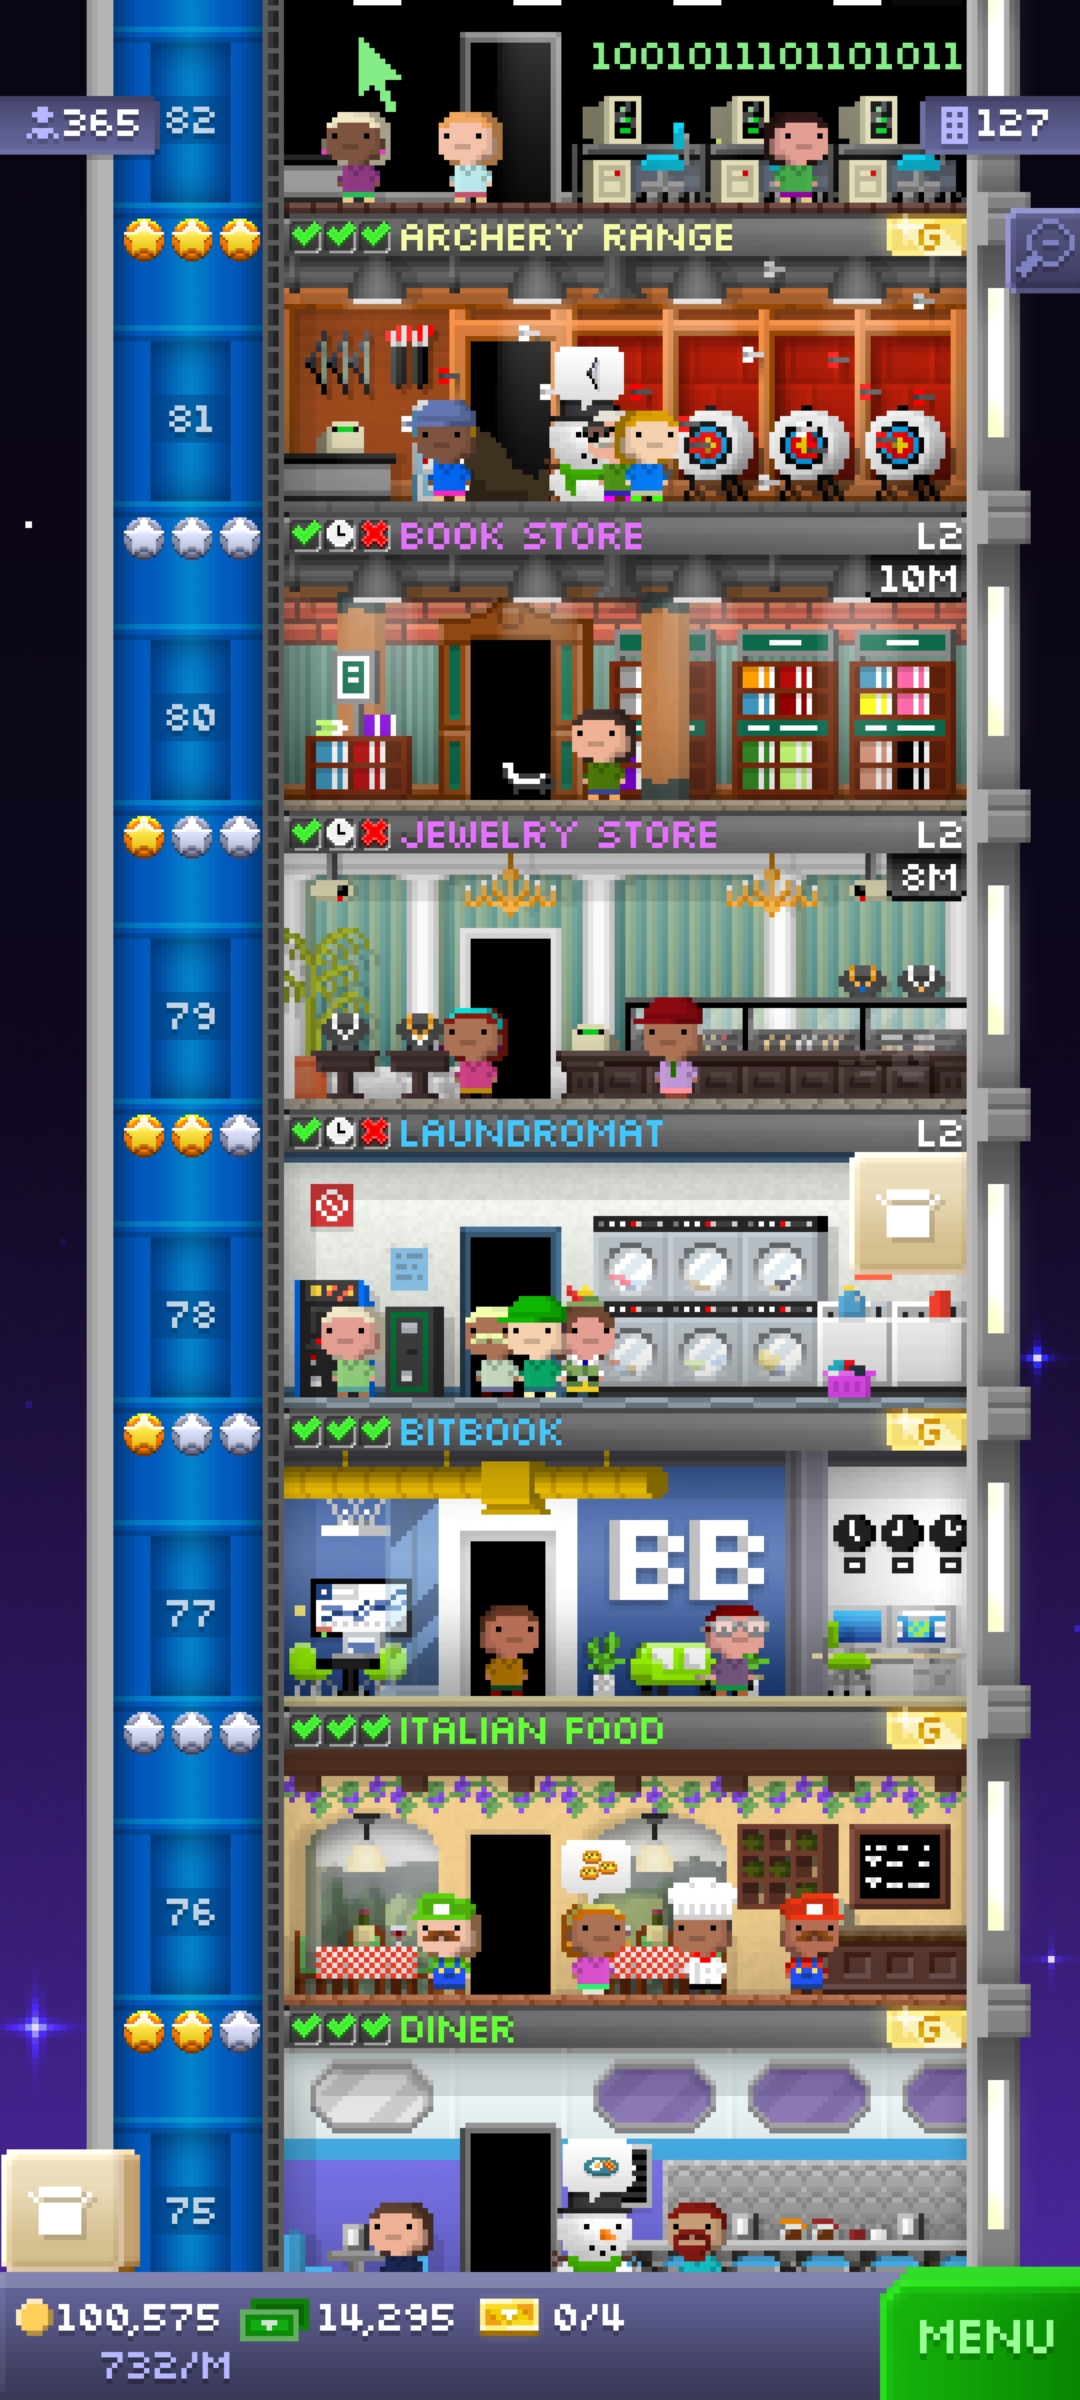 1001011101101011
365
82
127
ARCHERY RANGE
G
81
BOOK STORE
L2
10M
80
JEWELRY STORE
L2
8M
79
LAUNDROMAT
L2
78
BITBOOK
G
BB
77
ITALIAN FOOD
G
76
DINER
G
75
100,575
14,295
0/4
MENU
732/M